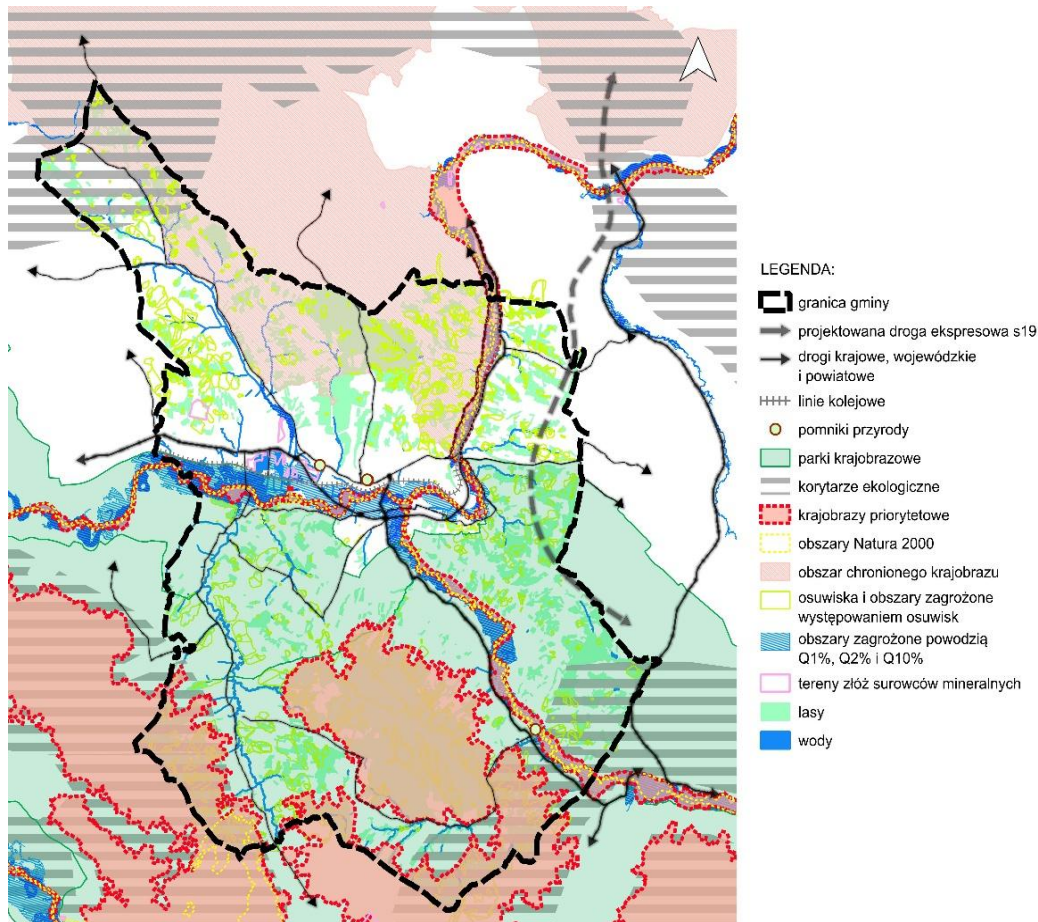 LEGENDA:
granica gminy
projektowana droga ekspresowa s19
drogi krajowe, wojewódzkie
i powiatowe
linie kolejowe
pomniki przyrody
parki krajobrazowe
korytarze ekologiczne
krajobrazy priorytetowe
obszary Natura 2000
obszar chronionego krajobrazu
osuwiska i obszary zagrożone
występowaniem osuwisk
obszary zagrożone powodzią
Q1%, Q2% i Q10%
tereny złóż surowców mineralnych
lasy
wody